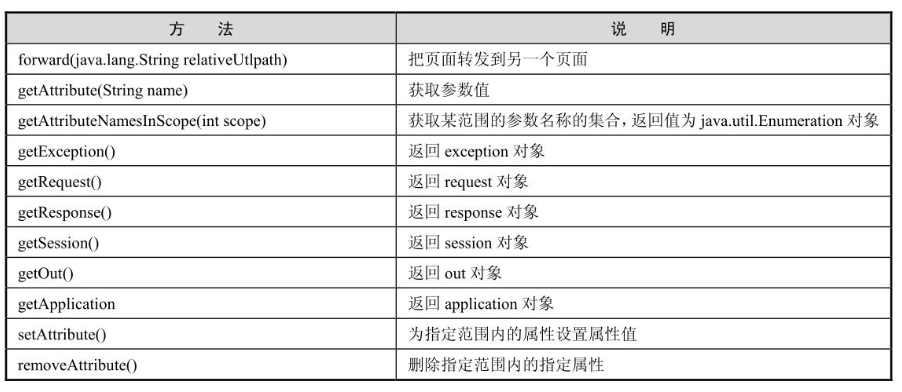 方 法 说 明
forward(java.lang.String relativeUtlpath) 把页面转发到另一个页面
getAttribute(String name) 获取参数值
getAttributeNamesInScope(int scope) 获取某范围的参数名称的集合，返回值为 java.util.Enumeration 对象
getException() 返回 exception 对象
getRequest() 返回 request 对象
getResponse() 返回 response 对象
getSession() 返回 session 对象
getOut() 返回 out 对象
getApplication 返回 application 对象
setAttribute() 为指定范围内的属性设置属性值
removeAttribute() 删除指定范围内的指定属性